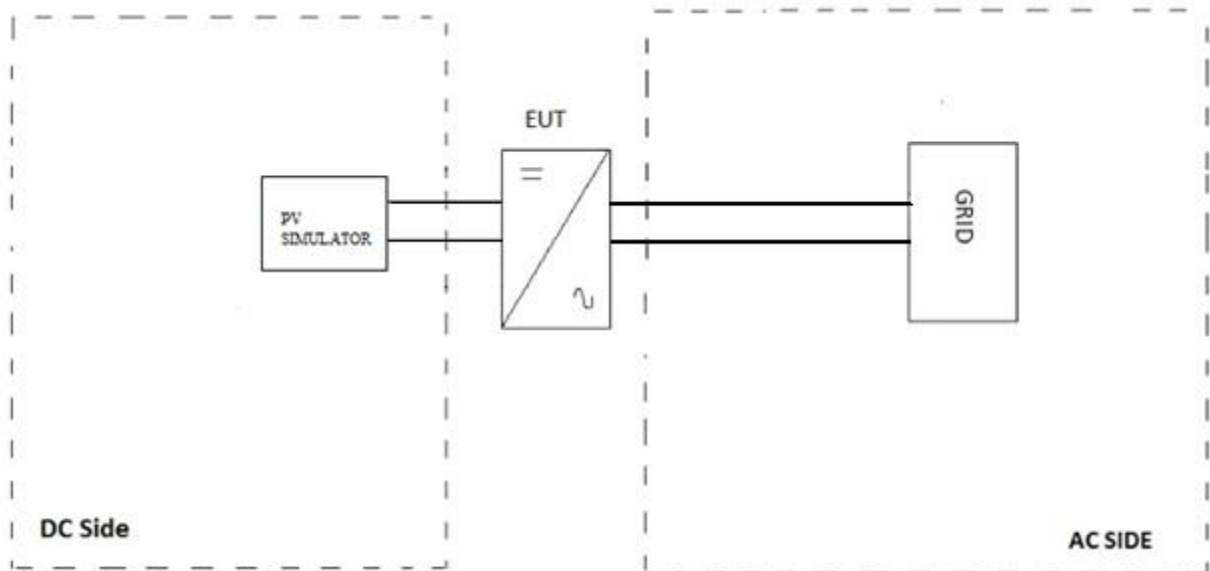 EUT
PV
SIMULATOR
GRID
DC Side
AC SIDE